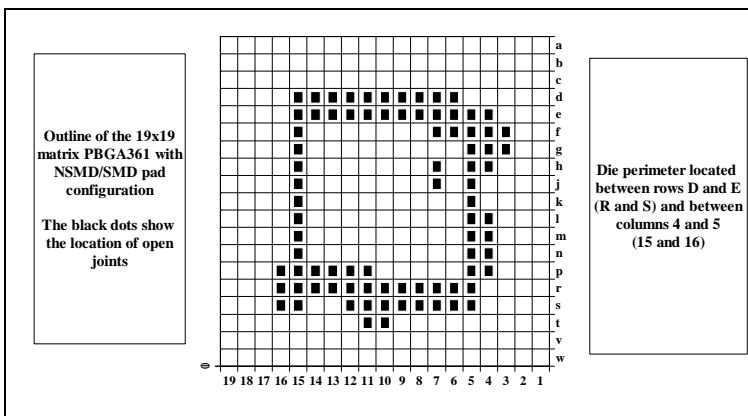 Outline of the 19x19
matrix PBGA361 with
NSMD/SMD pad
configuration
The black dots show
the location of open
joints
a
b
c
d
e
f
g
h
j
k
l
m
n
p
r
s
t
v
w
0
19 18 17 16 15 14 13 12 11 10 9 8 7 6 5 4 3 2 1
Die perimeter located
between rows D and E
(R and S) and between
columns 4 and 5
(15 and 16)